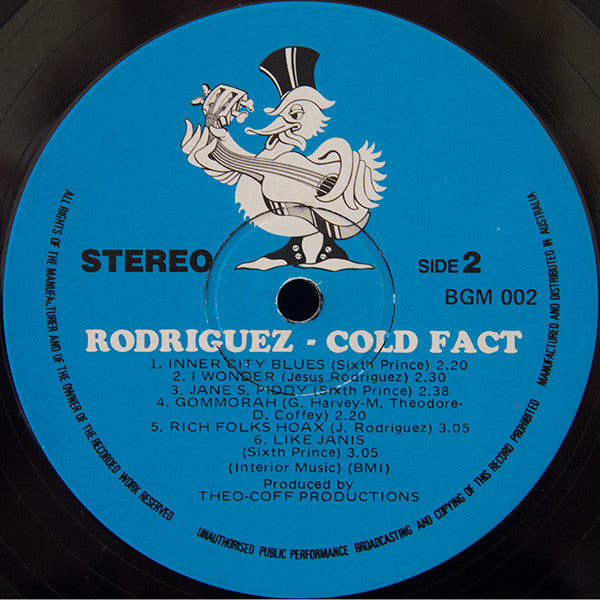 STEREO
SIDE 2
BGM 002
RODRIGUEZ - COLD FACT
1. INNER CITY BLUES (Sixth Prince) 2.20
2. I WONDER (Jesus Rodriguez) 2.30
3. JANE S. PIDDY (Sixth Prince) 2.38
4. GOMMORAH (G. Harvey-M. Theodore-
D. Coffey) 2.20
5. RICH FOLKS HOAX (J. Rodriguez) 3.05
6. LIKE JANIS
(Sixth Prince) 3.05
(Interior Music) (BMI)
Produced by
THEO-COFF PRODUCTIONS
ALL RIGHTS OF THE MANUFACTURER AND OF THE OWNER OF THE RECORDED WORK RESERVED
UNAUTHORISED PUBLIC PERFORMANCE BROADCASTING AND COPYING OF THIS RECORD PROHIBITED
MANUFACTURED AND DISTRIBUTED IN AUSTRALIA